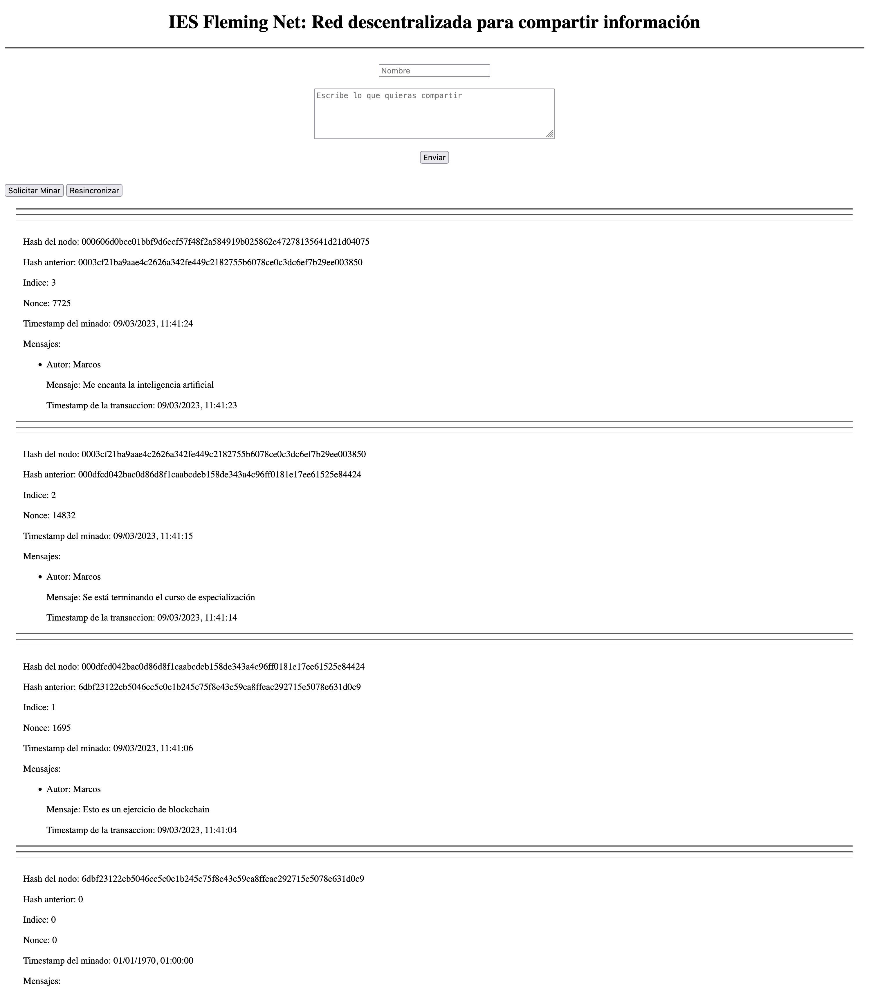 IES Fleming Net: Red descentralizada para compartir información
Nombre
Escribe lo que quieras compartir
Enviar
Solicitar Minar Resincronizar
Hash del nodo: 000606d0bce01bbf9d6ecf57f48f2a584919b025862e47278135641d21d04075
Hash anterior: 0003cf21ba9aae4c2626a342fe449c2182755b6078ce0c3dc6ef7b29ee003850
Indice: 3
Nonce: 7725
Timestamp del minado: 09/03/2023, 11:41:24
Mensajes:
• Autor: Marcos
Mensaje: Me encanta la inteligencia artificial
Timestamp de la transaccion: 09/03/2023, 11:41:23
Hash del nodo: 0003cf21ba9aae4c2626a342fe449c2182755b6078ce0c3dc6ef7b29ee003850
Hash anterior: 000dfcd042bac0d86d8f1caabcdeb158de343a4c96ff0181e17ee61525e84424
Indice: 2
Nonce: 14832
Timestamp del minado: 09/03/2023, 11:41:15
Mensajes:
• Autor: Marcos
Mensaje: Se está terminando el curso de especialización
Timestamp de la transaccion: 09/03/2023, 11:41:14
Hash del nodo: 000dfcd042bac0d86d8f1caabcdeb158de343a4c96ff0181e17ee61525e84424
Hash anterior: 6dbf23122cb5046cc5c0c1b245c75f8e43c59ca8ffeac292715e5078e631d0c9
Indice: 1
Nonce: 1695
Timestamp del minado: 09/03/2023, 11:41:06
Mensajes:
• Autor: Marcos
Mensaje: Esto es un ejercicio de blockchain
Timestamp de la transaccion: 09/03/2023, 11:41:04
Hash del nodo: 6dbf23122cb5046cc5c0c1b245c75f8e43c59ca8ffeac292715e5078e631d0c9
Hash anterior: 0
Indice: 0
Nonce: 0
Timestamp del minado: 01/01/1970, 01:00:00
Mensajes: